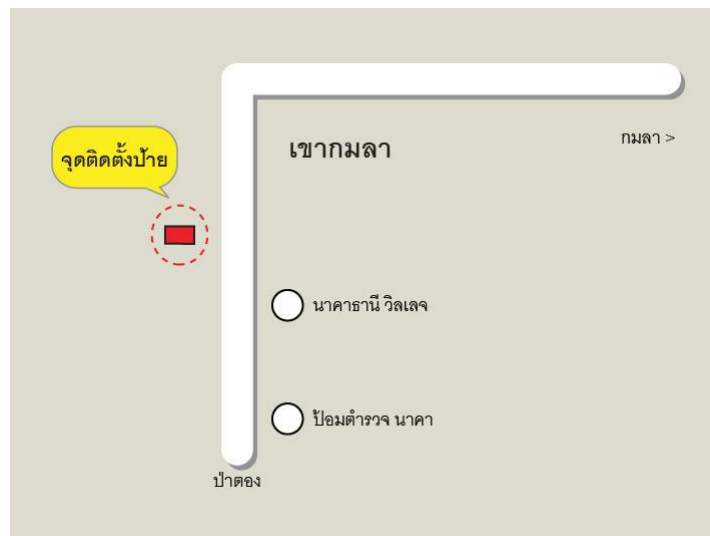 กมลา >
เขากมลา
จุดติดตั้งป้าย
นาคาธานี วิลเลจ
ป้อมตำรวจ นาคา
ป่าตอง